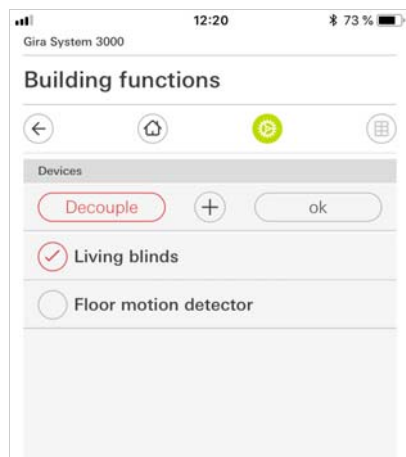 12:20
73 %
Gira System 3000
Building functions
Devices
Decouple
ok
Living blinds
Floor motion detector